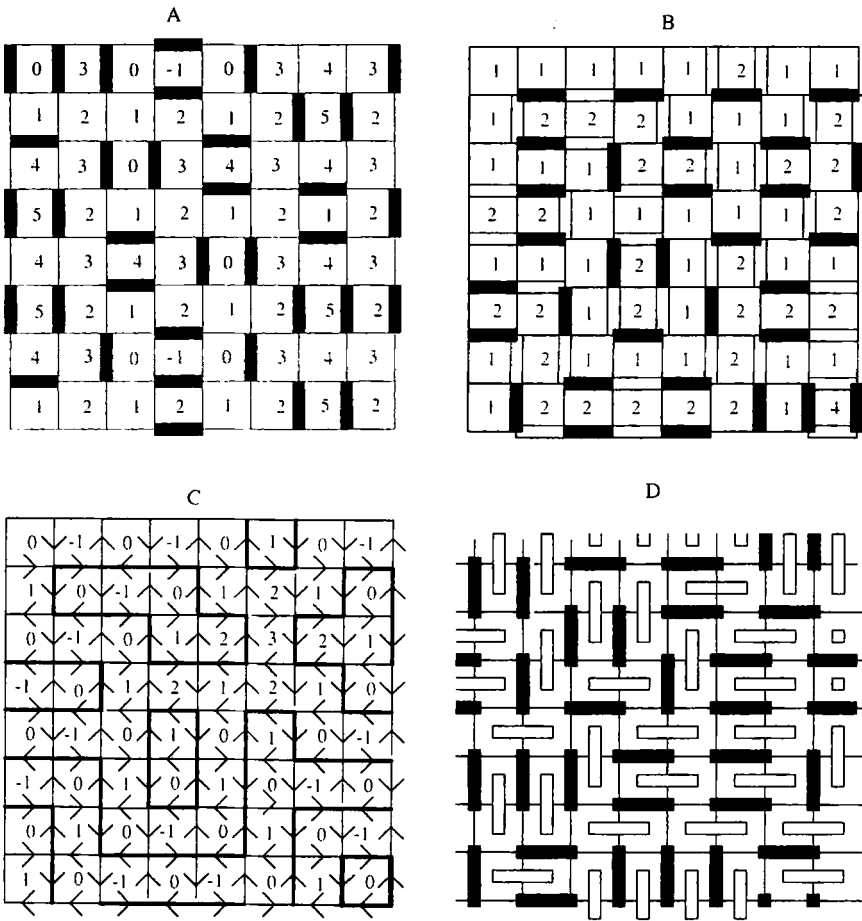 A
0 3 0 -1 0 3 4 3
1 2 1 2 1 2 5 2
4 3 0 3 4 3 4 3
5 2 1 2 1 2 1 2
4 3 4 3 0 3 4 3
5 2 1 2 1 2 5 2
4 3 0 -1 0 3 4 3
1 2 1 2 1 2 5 2
B
1 1 1 1 1 2 1 1
1 2 2 2 1 1 1 2
1 1 1 2 2 1 2 2
2 2 1 1 1 1 1 2
1 1 1 2 1 2 1 1
2 2 1 2 1 2 2 2
1 2 1 1 1 2 1 1
1 2 2 2 2 2 1 4
C
0 -1 0 -1 0 1 0 -1
1 0 -1 0 1 2 1 0
0 -1 0 1 2 3 2 1
-1 0 1 2 1 2 1 0
0 -1 0 1 0 1 0 -1
-1 0 1 0 1 0 -1 0
0 1 0 -1 0 1 0 -1
1 0 -1 0 -1 0 1 0
D